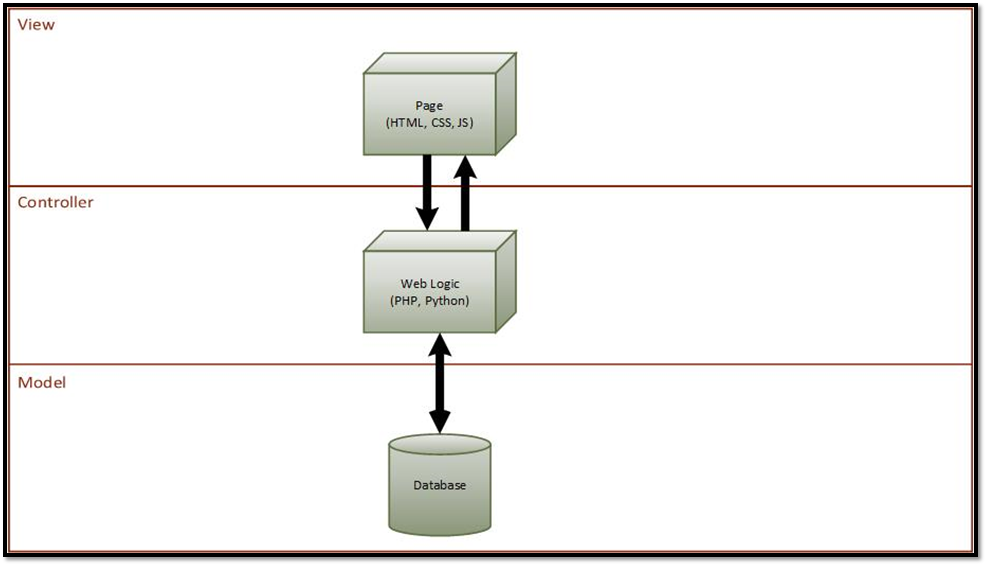 View
Page
(HTML, CSS, JS)
Controller
Web Logic
(PHP, Python)
Model
Database